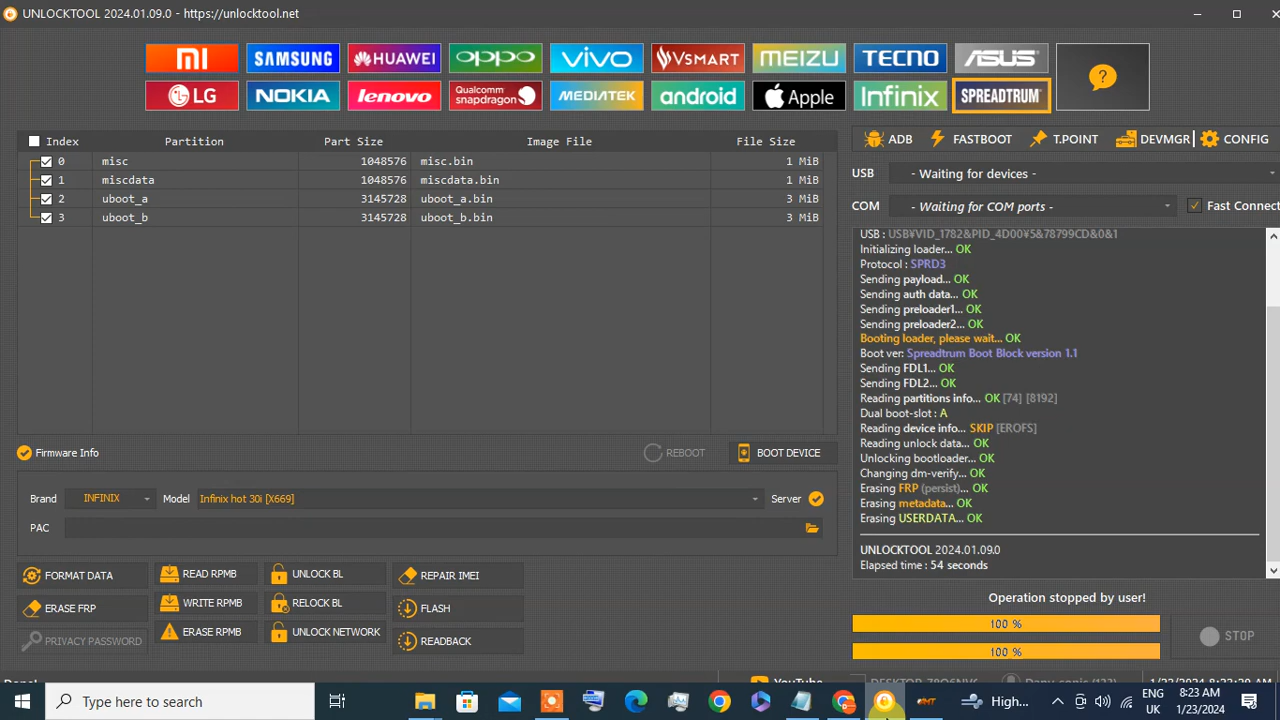 UNLOCKTOOL 2024.01.09.0 - https://unlocktool.net
MI SAMSUNG HUAWEI OPPO vivo VSMART MEIZU TECNO ASUS ?
LG NOKIA lenovo Qualcomm snapdragon MEDIATEK android Apple Infinix SPREADTRUM
Index Partition Part Size Image File File Size
0 misc 1048576 misc.bin 1 MiB
1 miscdata 1048576 miscdata.bin 1 MiB
2 uboot_a 3145728 uboot_a.bin 3 MiB
3 uboot_b 3145728 uboot_b.bin 3 MiB
Firmware Info REBOOT BOOT DEVICE
Brand INFINIX Model Infinix hot 30i [X669] Server
PAC
FORMAT DATA READ RPMB UNLOCK BL REPAIR IMEI
ERASE FRP WRITE RPMB RELOCK BL FLASH
PRIVACY PASSWORD ERASE RPMB UNLOCK NETWORK READBACK
ADB FASTBOOT T.POINT DEVMGR CONFIG
USB - Waiting for devices -
COM - Waiting for COM ports - Fast Connect
USB : USB¥VID_1782&PID_4D00¥5&78799CD&0&1
Initializing loader... OK
Protocol : SPRD3
Sending payload... OK
Sending auth data... OK
Sending preloader1... OK
Sending preloader2... OK
Booting loader, please wait... OK
Boot ver: Spreadtrum Boot Block version 1.1
Sending FDL1... OK
Sending FDL2... OK
Reading partitions info... OK [74] [8192]
Dual boot-slot : A
Reading device info... SKIP [EROFS]
Reading unlock data... OK
Unlocking bootloader... OK
Changing dm-verify... OK
Erasing FRP (persist)... OK
Erasing metadata... OK
Erasing USERDATA... OK
UNLOCKTOOL 2024.01.09.0
Elapsed time : 54 seconds
Operation stopped by user!
100 %
100 %
STOP
Type here to search
High...
ENG
UK
8:23 AM
1/23/2024